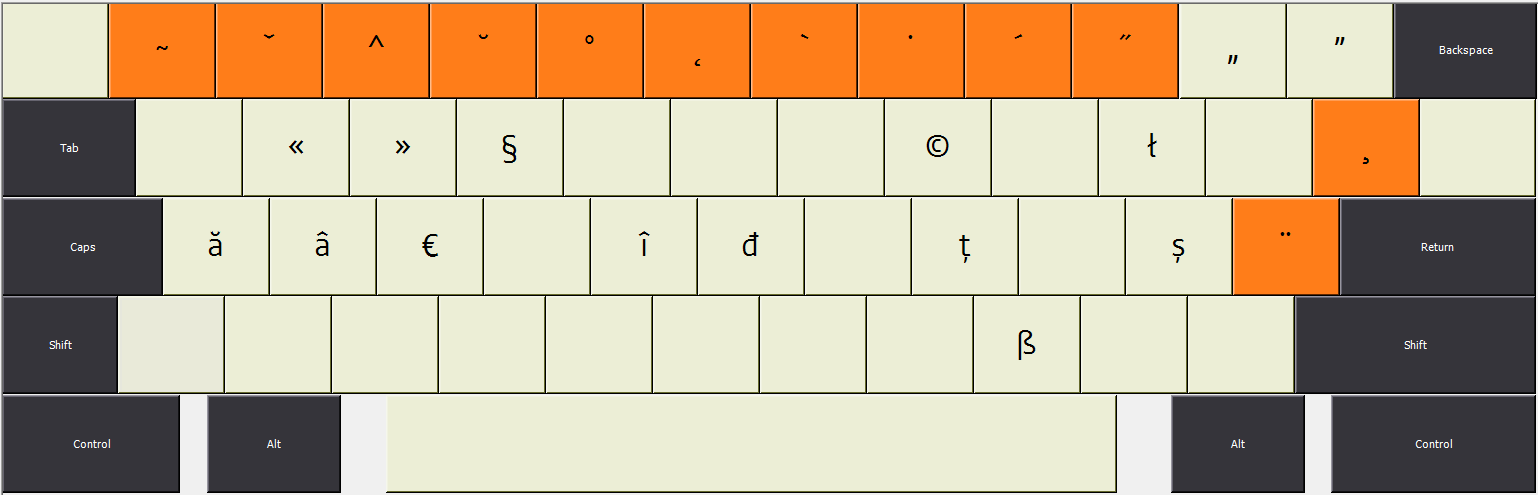 ~ ˇ ^ ˘ ° ˛ ` ˙ ´ ˝ „ ” Backspace
Tab « » § © ł ¸
Caps ă â € î đ ț ș ¨ Return
Shift ß Shift
Control Alt Alt Control